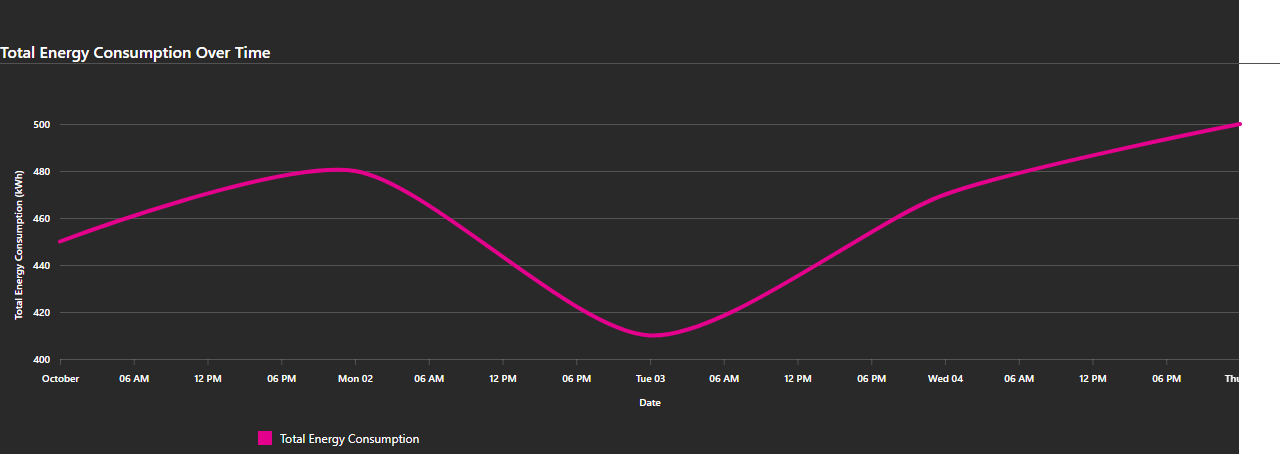 Total Energy Consumption Over Time
500
480
460
440
420
400
Total Energy Consumption (kWh)
October 06 AM 12 PM 06 PM Mon 02 06 AM 12 PM 06 PM Tue 03 06 AM 12 PM 06 PM Wed 04 06 AM 12 PM 06 PM Thu
Date
Total Energy Consumption